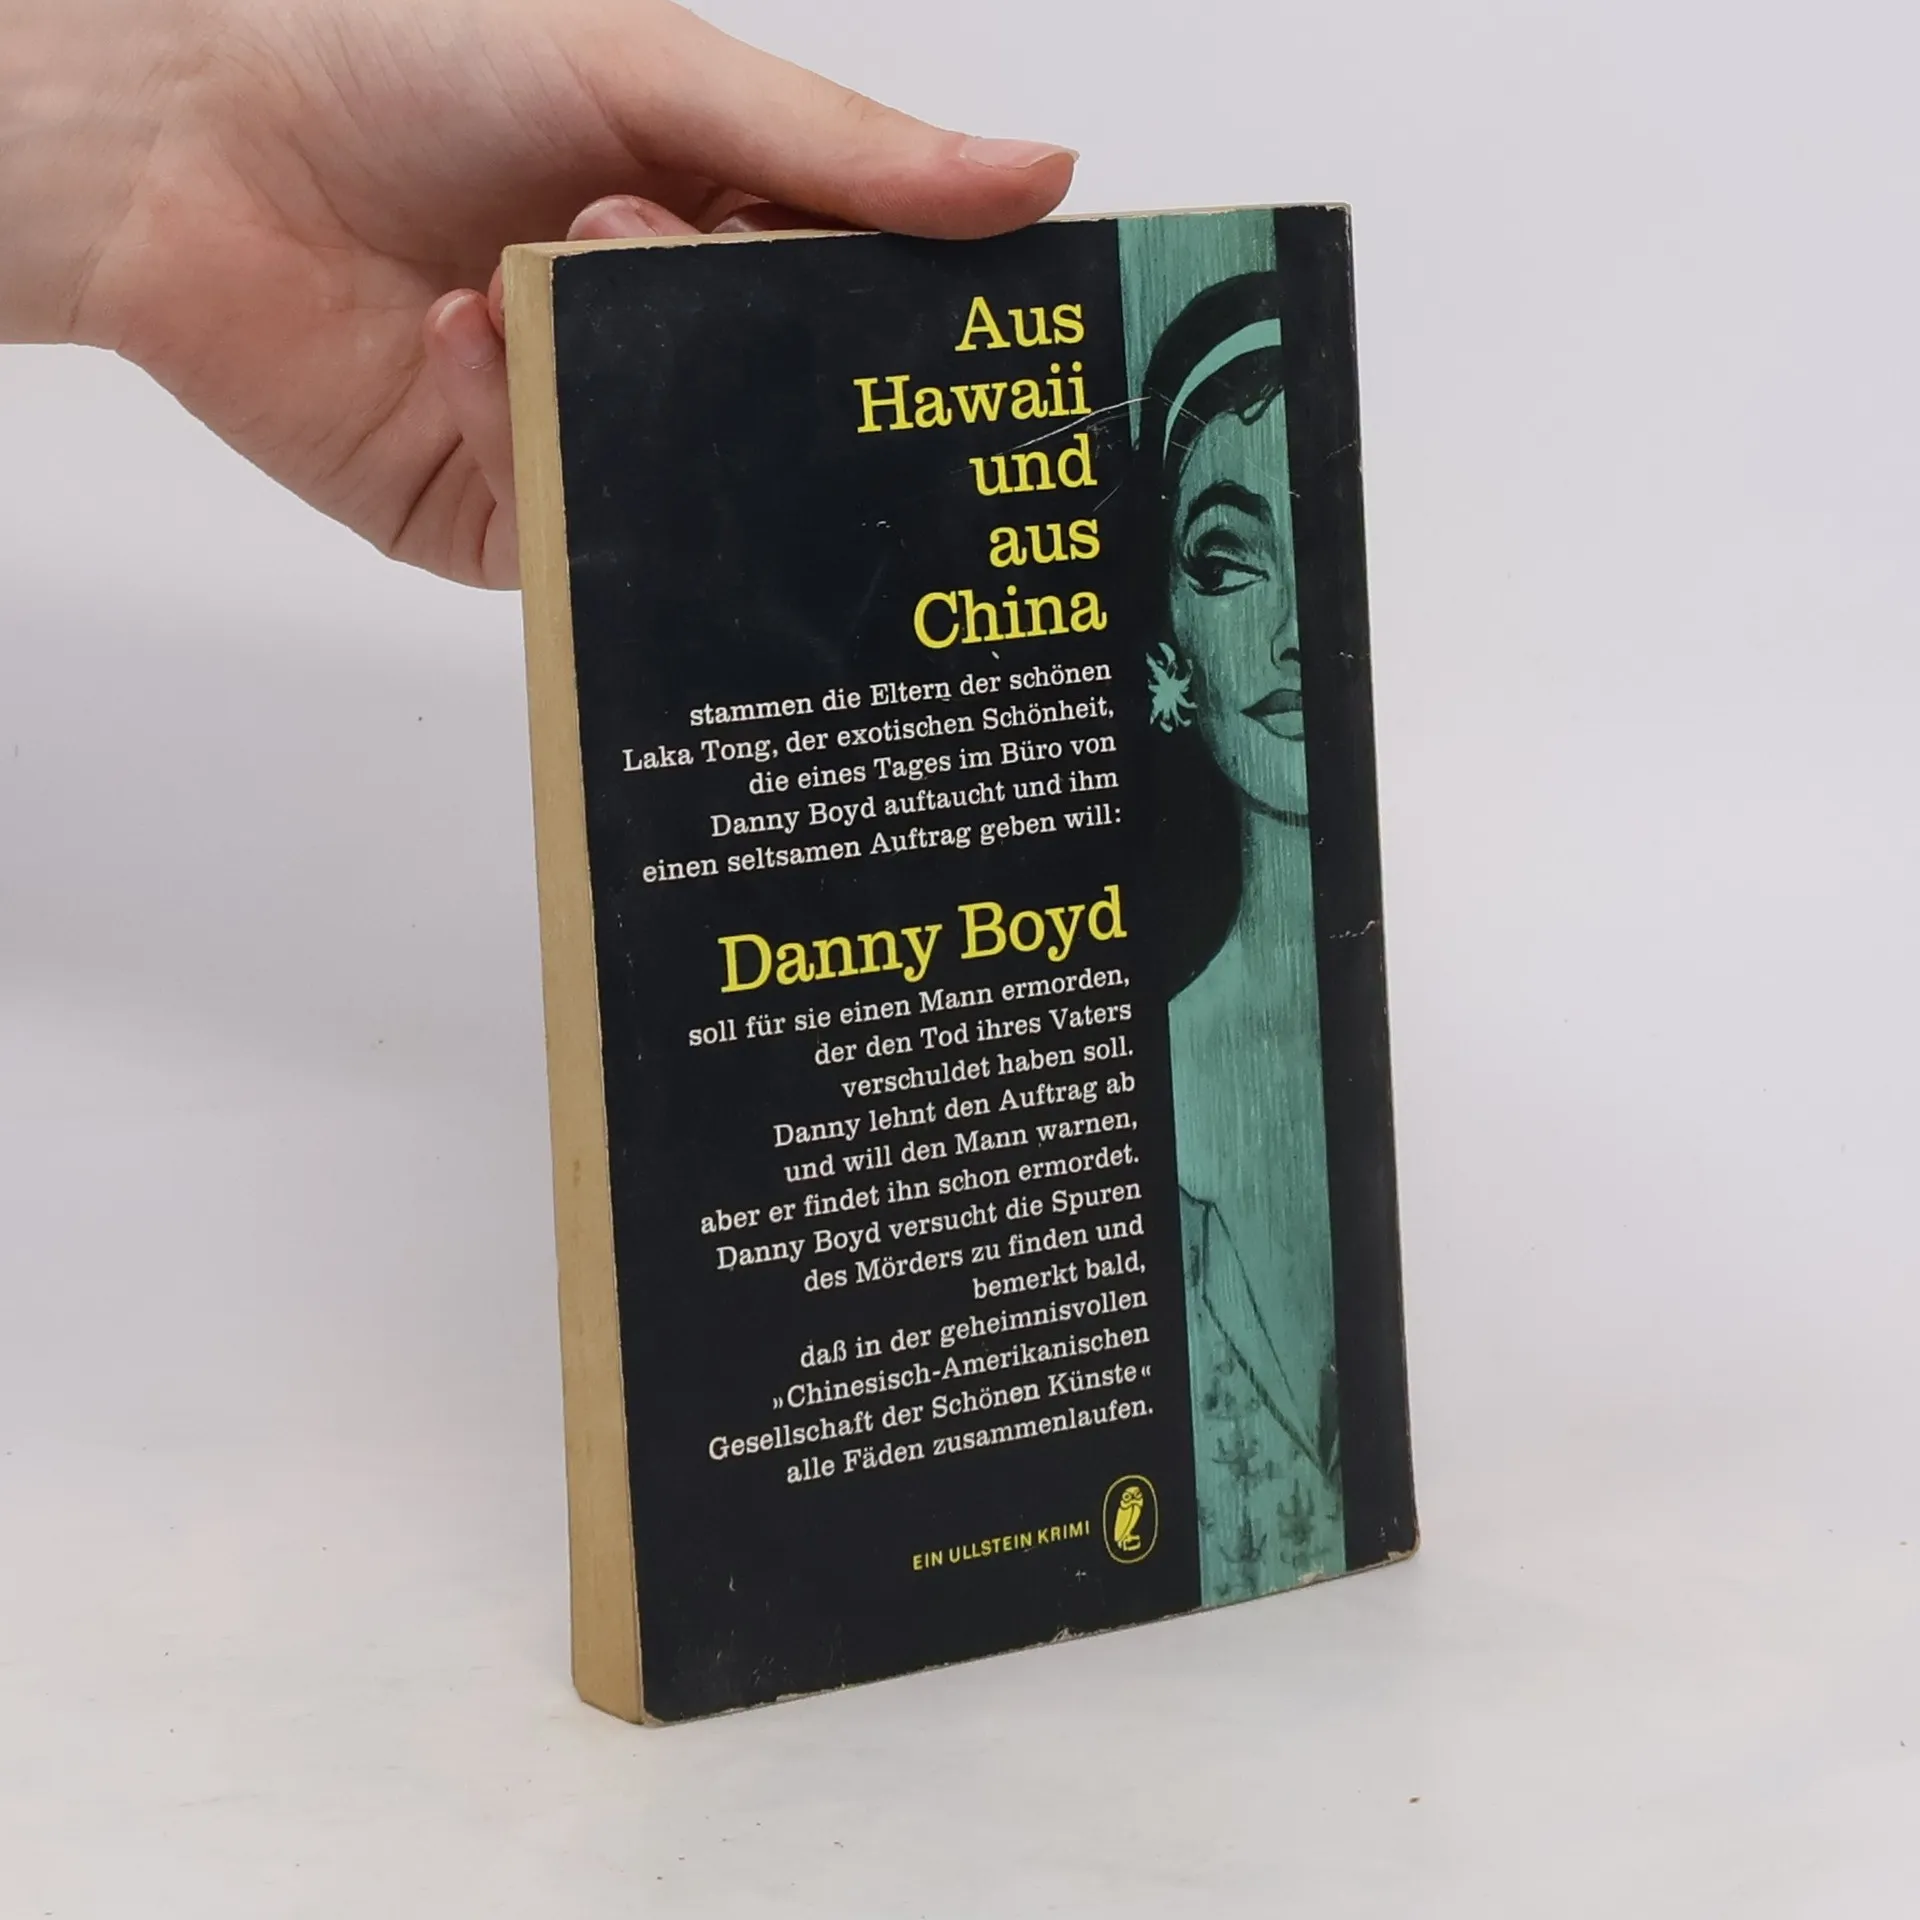 Aus
Hawaii
und
aus
China
stammen die Eltern der schönen
Laka Tong, der exotischen Schönheit,
die eines Tages im Büro von
Danny Boyd auftaucht und ihm
einen seltsamen Auftrag geben will:
Danny Boyd
soll für sie einen Mann ermorden,
der den Tod ihres Vaters
verschuldet haben soll.
Danny lehnt den Auftrag ab
und will den Mann warnen,
aber er findet ihn schon ermordet.
Danny Boyd versucht die Spuren
des Mörders zu finden und
bemerkt bald,
daß in der geheimnisvollen
»Chinesisch-Amerikanischen
Gesellschaft der Schönen Künste«
alle Fäden zusammenlaufen.
EIN ULLSTEIN KRIMI